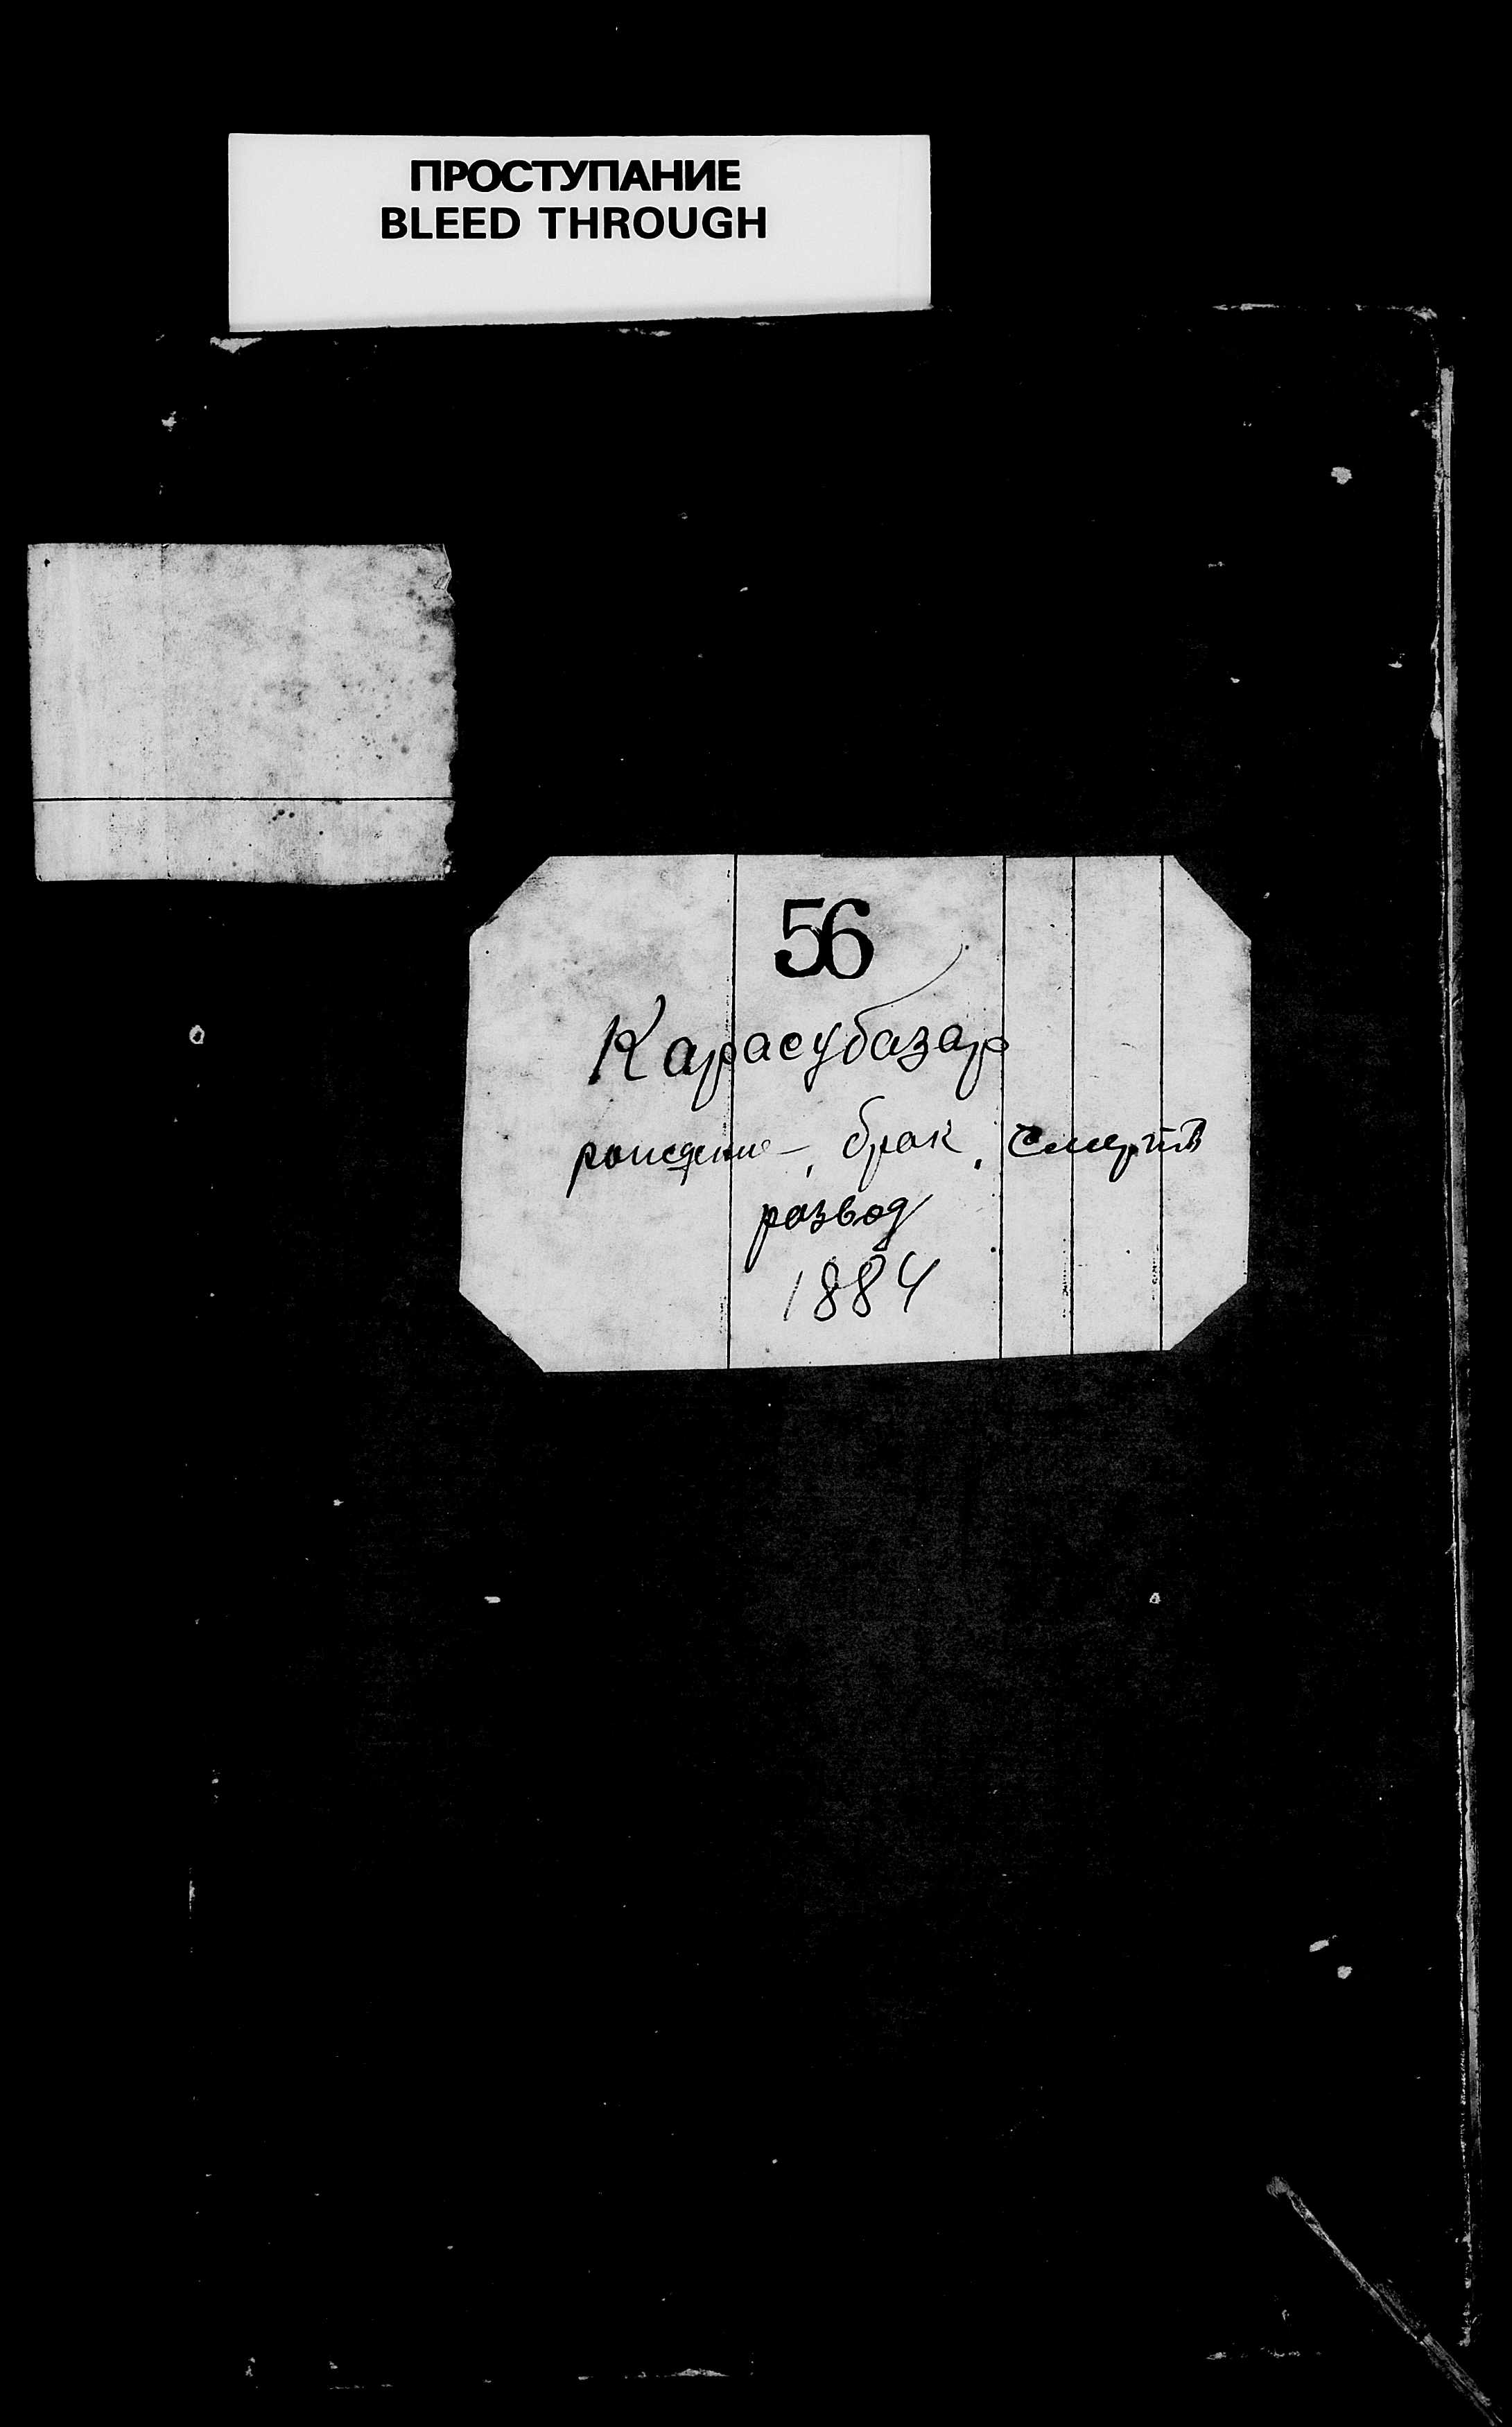 ПРОСТУПАНИЕ
BLEED THROUGH
56
Карасубазар
рождение, брак, смерть
развод
1884